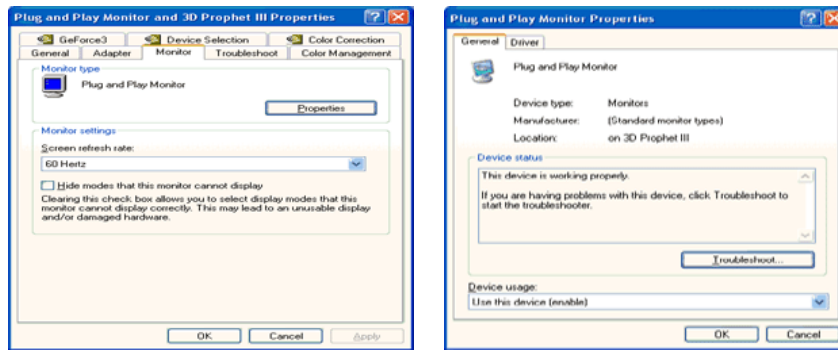 Plug and Play Monitor and 3D Prophet III Properties
GeForce3 Device Selection Color Correction
General Adapter Monitor Troubleshoot Color Management
Monitor type
Plug and Play Monitor
Properties
Monitor settings
Screen refresh rate:
60 Hertz
Hide modes that this monitor cannot display
Clearing this check box allows you to select display modes that this
monitor cannot display correctly. This may lead to an unusable display
and/or damaged hardware.
OK Cancel Apply
Plug and Play Monitor Properties
General Driver
Plug and Play Monitor
Device type: Monitors
Manufacturer: (Standard monitor types)
Location: on 3D Prophet III
Device status
This device is working properly.
If you are having problems with this device, click Troubleshoot to
start the troubleshooter.
Troubleshoot...
Device usage:
Use this device (enable)
OK Cancel